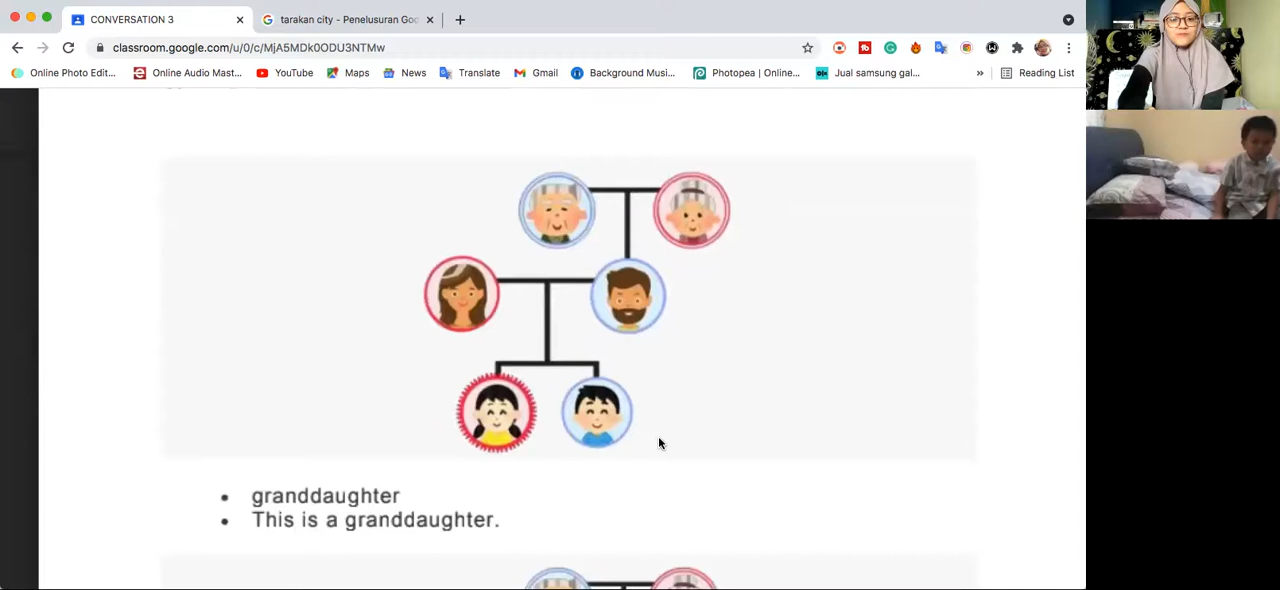 CONVERSATION 3
tarakan city - Penelusuran Goo
classroom.google.com/u/0/c/MjA5MDk0ODU3NTMw
Online Photo Edit... Online Audio Mast... YouTube Maps News Translate Gmail Background Musi... Photopea | Online... Jual samsung gal... » Reading List
granddaughter
This is a granddaughter.